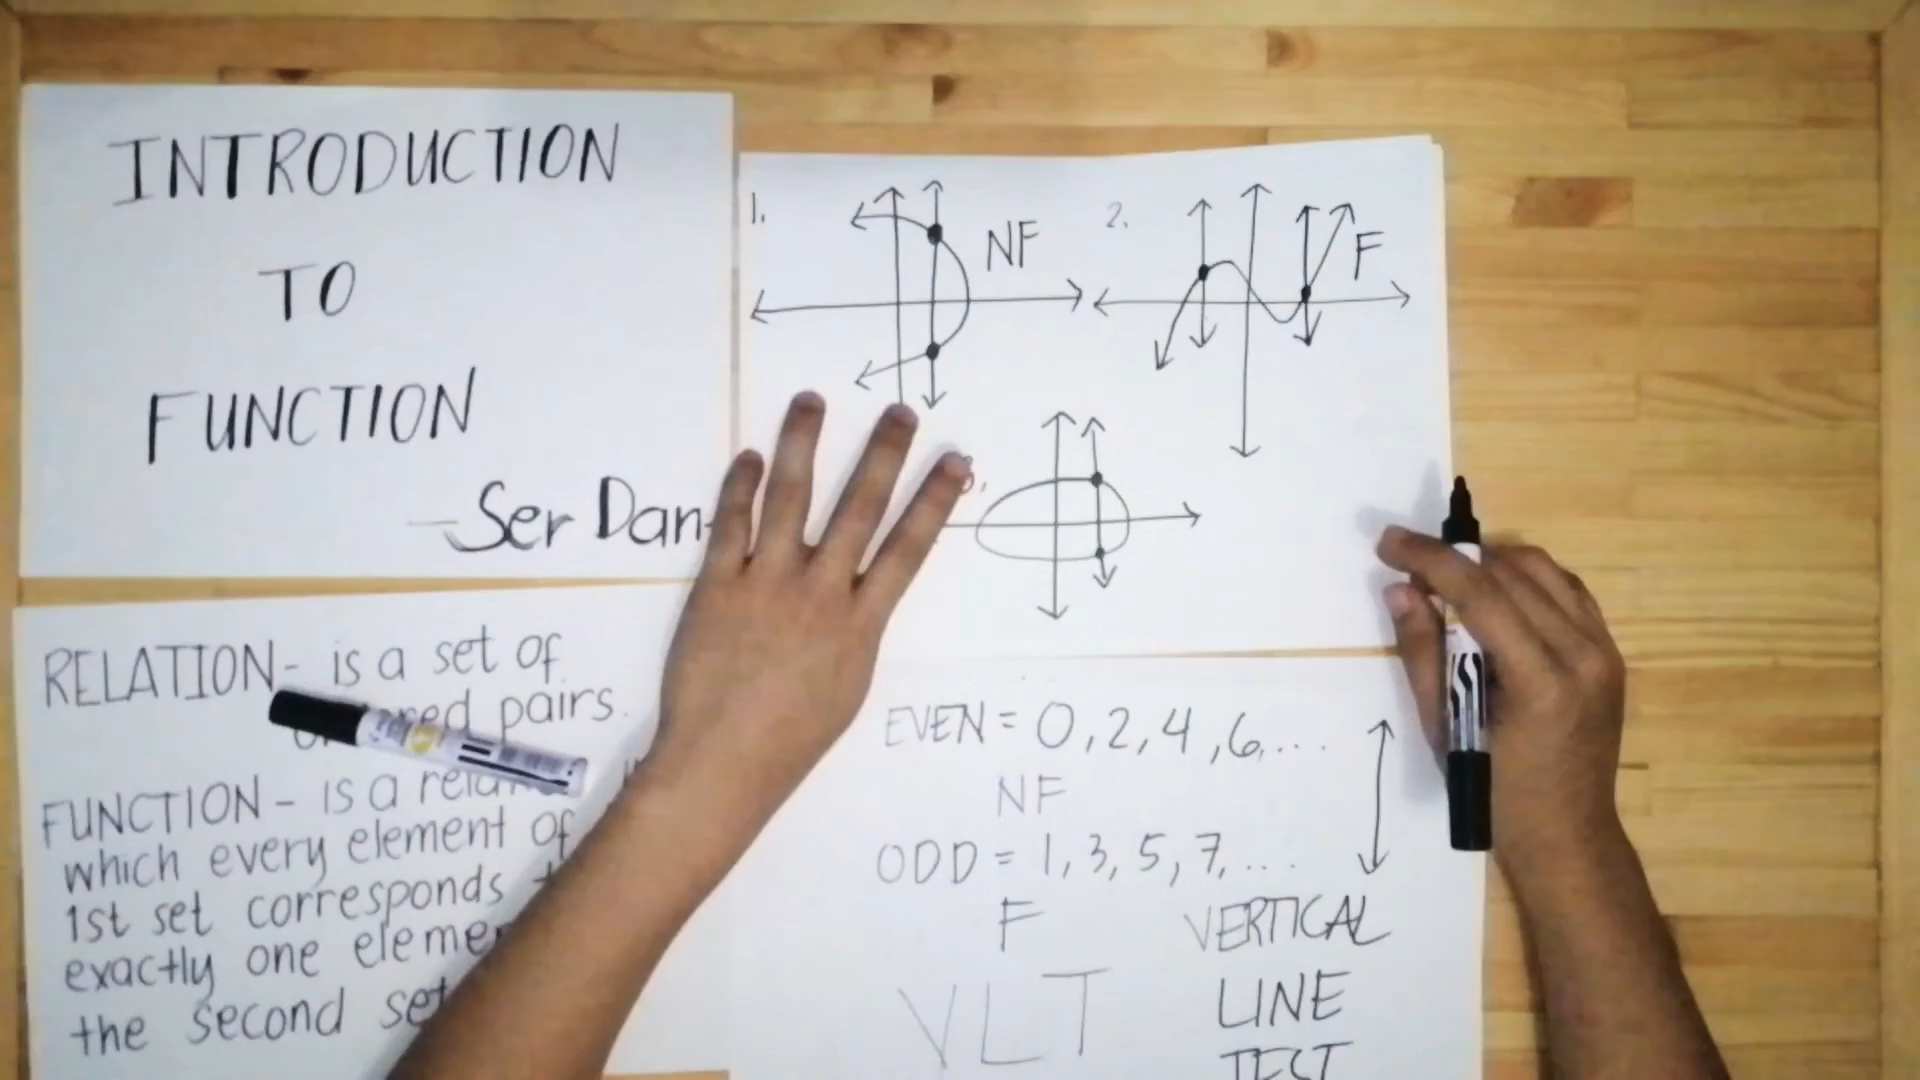 INTRODUCTION
TO
FUNCTION
-Ser Dan-
1.
NF
2.
F
RELATION- is a set of
pairs.
FUNCTION - is a
which every element of
1st set corresponds
exactly one
the second
EVEN = 0, 2, 4, 6, ...
NF
ODD = 1, 3, 5, 7, ...
F
VLT
VERTICAL
LINE
TEST